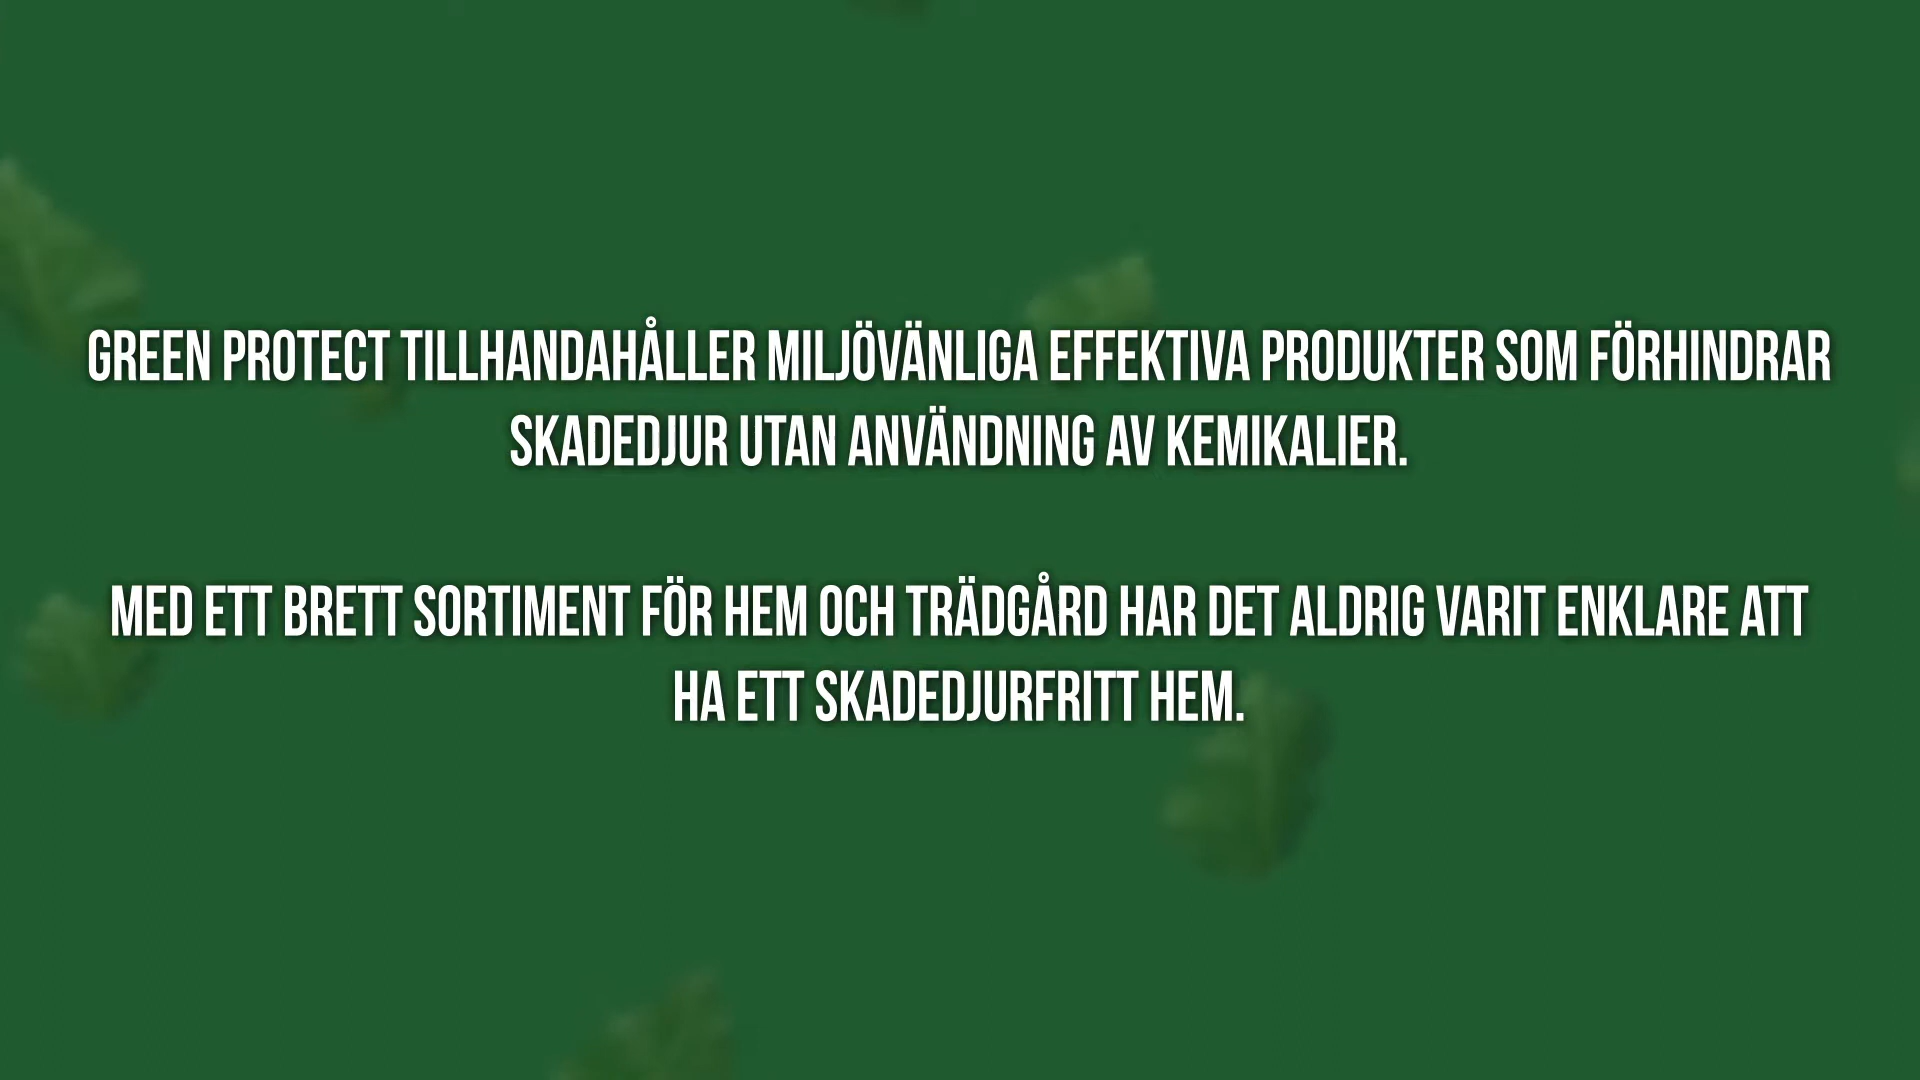 GREEN PROTECT TILLHANDAHÅLLER MILJÖVÄNLIGA EFFEKTIVA PRODUKTER SOM FÖRHINDRAR
SKADEDJUR UTAN ANVÄNDNING AV KEMIKALIER.
MED ETT BRETT SORTIMENT FÖR HEM OCH TRÄDGÅRD HAR DET ALDRIG VARIT ENKLARE ATT
HA ETT SKADEDJURFRITT HEM.